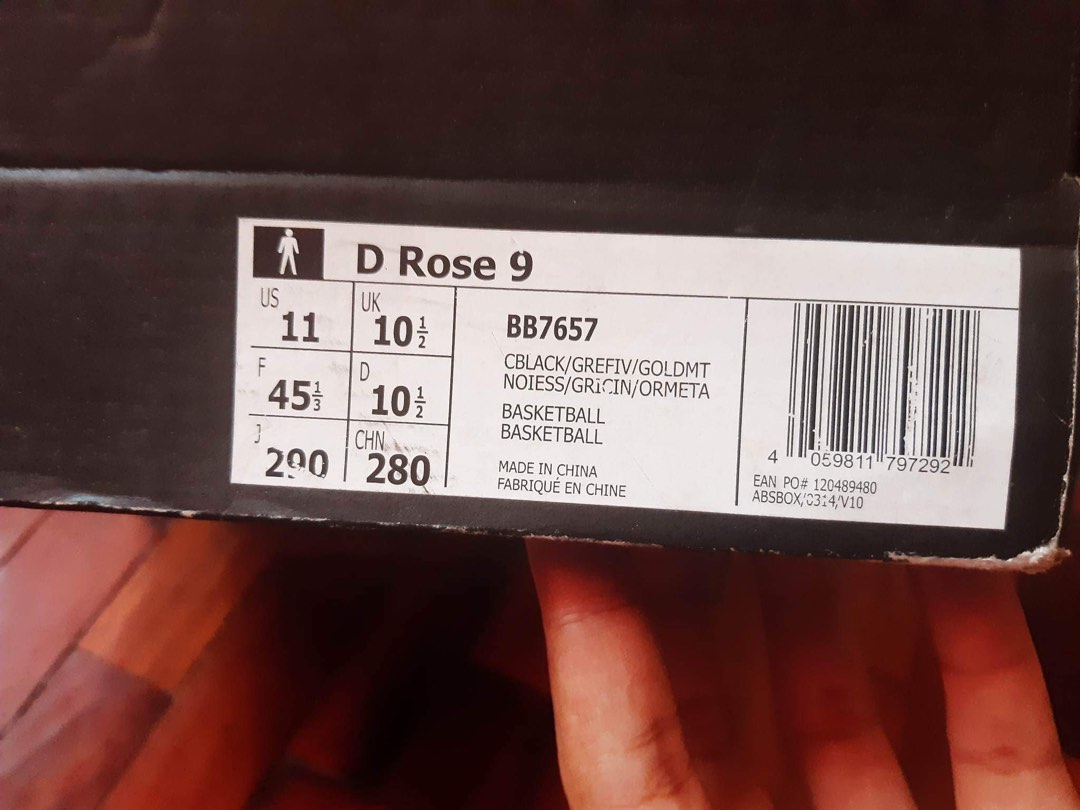 D Rose 9
US 11 UK 10 1/2
F 45 1/3 D 10 1/2
J 290 CHN 280
BB7657
CBLACK/GREFIV/GOLDMT
NOIESS/GRICIN/ORMETA
BASKETBALL
BASKETBALL
MADE IN CHINA
FABRIQUÉ EN CHINE
4 059811 797292
EAN PO# 120489480
ABSBOX/0314/V10